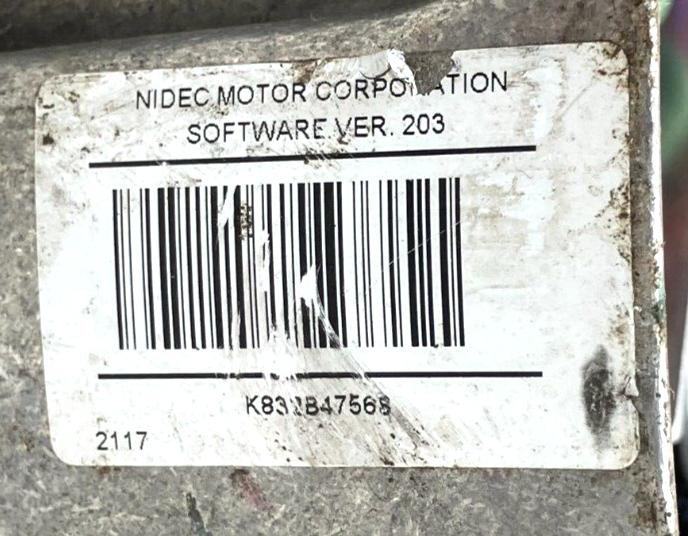 NIDEC MOTOR CORPORATION
SOFTWARE VER. 203
2117